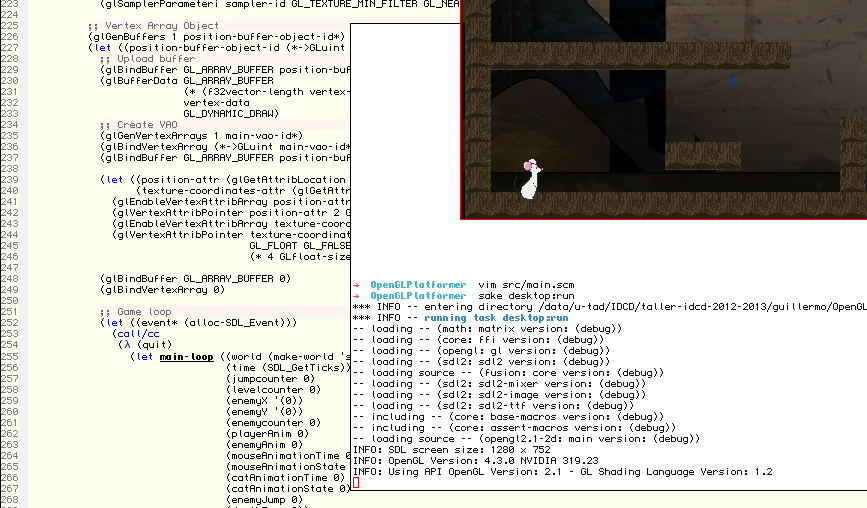 223 (glSamplerParameteri sampler-id GL_TEXTURE_MIN_FILTER GL_NEA
224
225 ;; Vertex Array Object
226 (glGenBuffers 1 position-buffer-object-id*)
227 (let ((position-buffer-object-id (*->GLuint
228 ;; Upload buffer
229 (glBindBuffer GL_ARRAY_BUFFER position-buf
230 (glBufferData GL_ARRAY_BUFFER
231 (* (f32vector-length vertex-
232 vertex-data
233 GL_DYNAMIC_DRAW)
234 ;; Create VAO
235 (glGenVertexArrays 1 main-vao-id*)
236 (glBindVertexArray (*->GLuint main-vao-id*
237 (glBindBuffer GL_ARRAY_BUFFER position-buf
238
239 (let ((position-attr (glGetAttribLocation
240 (texture-coordinates-attr (glGetAttr
241 (glEnableVertexAttribArray position-attr
242 (glVertexAttribPointer position-attr 2 G
243 (glEnableVertexAttribArray texture-coord
244 (glVertexAttribPointer texture-coordinat
245 GL_FLOAT GL_FALSE
246 (* 4 GLfloat-size
247
248 (glBindBuffer GL_ARRAY_BUFFER 0)
249 (glBindVertexArray 0)
250
251 ;; Game loop
252 (let ((event* (alloc-SDL_Event)))
253 (call/cc
254 (λ (quit)
255 (let main-loop ((world (make-world 's
256 (time (SDL_GetTicks))
257 (jumpcounter 0)
258 (levelcounter 0)
259 (enemyX '(0))
260 (enemyY '(0))
261 (enemycounter 0)
262 (playerAnim 0)
263 (enemyAnim 0)
264 (mouseAnimationTime 0
265 (mouseAnimationState
266 (catAnimationTime 0)
267 (catAnimationState 0)
268 (enemyJump 0)
→ OpenGLPlatformer vim src/main.scm
→ OpenGLPlatformer sake desktop:run
*** INFO -- entering directory /data/u-tad/IDCD/taller-idcd-2012-2013/guillermo/OpenGL
*** INFO -- running task desktop:run
-- loading -- (math: matrix version: (debug))
-- loading -- (core: ffi version: (debug))
-- loading -- (opengl: gl version: (debug))
-- loading -- (sdl2: sdl2 version: (debug))
-- loading source -- (fusion: core version: (debug))
-- loading -- (sdl2: sdl2-mixer version: (debug))
-- loading -- (sdl2: sdl2-image version: (debug))
-- loading -- (sdl2: sdl2-ttf version: (debug))
-- including -- (core: base-macros version: (debug))
-- including -- (core: assert-macros version: (debug))
-- loading source -- (opengl2.1-2d: main version: (debug))
INFO: SDL screen size: 1280 x 752
INFO: OpenGL Version: 4.3.0 NVIDIA 319.23
INFO: Using API OpenGL Version: 2.1 - GL Shading Language Version: 1.2